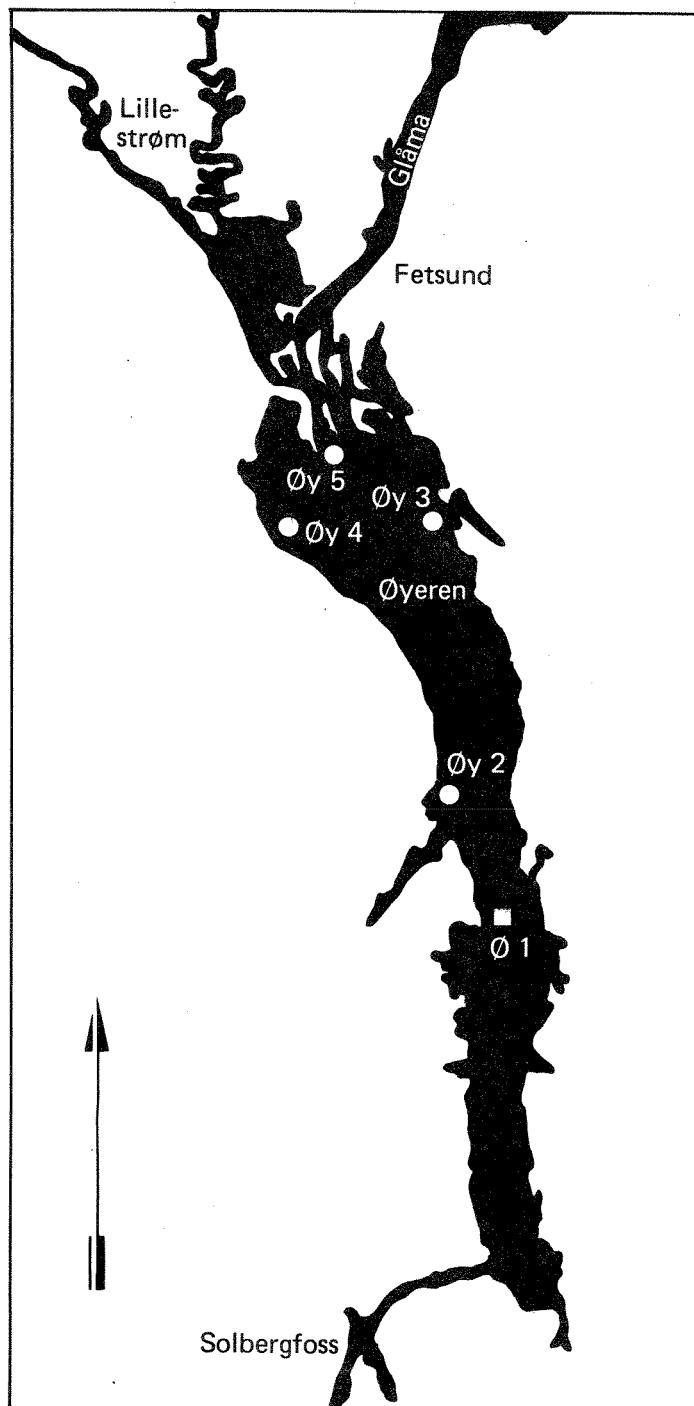 Lille-
strøm
Glåma
Fetsund
Øy 5
Øy 3
Øy 4
Øyeren
Øy 2
Ø 1
Solbergfoss